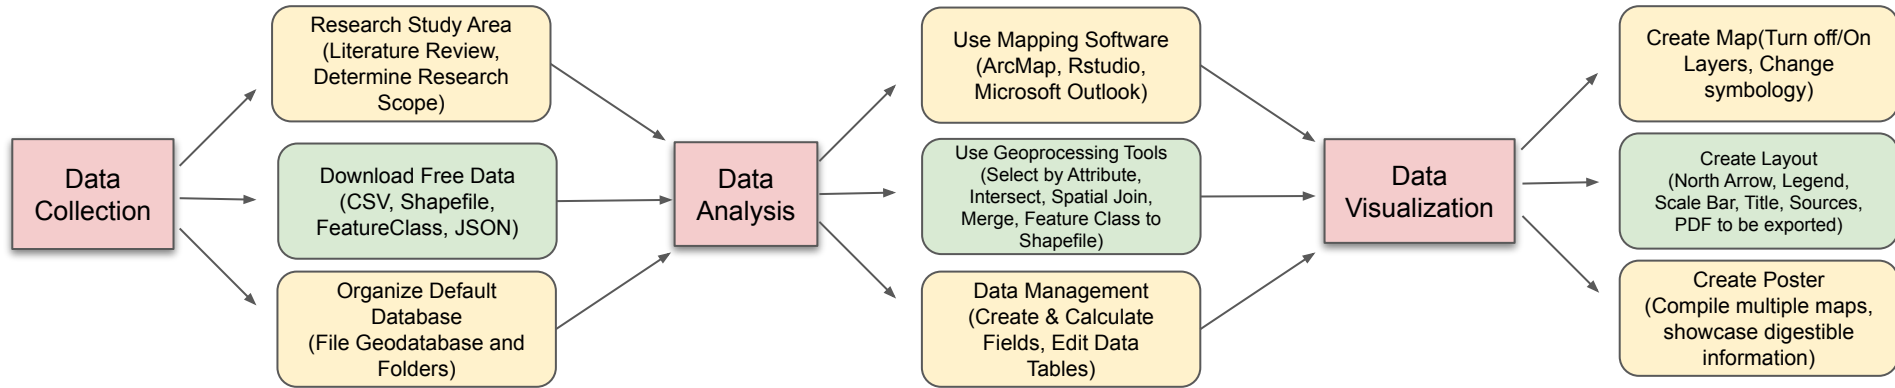 Data
Collection
Research Study Area
(Literature Review,
Determine Research
Scope)
Download Free Data
(CSV, Shapefile,
FeatureClass, JSON)
Organize Default
Database
(File Geodatabase and
Folders)
Data
Analysis
Use Mapping Software
(ArcMap, Rstudio,
Microsoft Outlook)
Use Geoprocessing Tools
(Select by Attribute,
Intersect, Spatial Join,
Merge, Feature Class to
Shapefile)
Data Management
(Create & Calculate
Fields, Edit Data
Tables)
Data
Visualization
Create Map(Turn off/On
Layers, Change
symbology)
Create Layout
(North Arrow, Legend,
Scale Bar, Title, Sources,
PDF to be exported)
Create Poster
(Compile multiple maps,
showcase digestible
information)